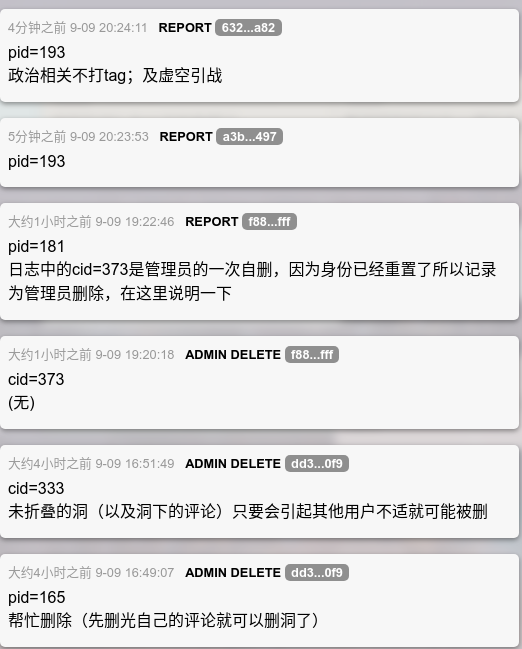 4分钟之前 9-09 20:24:11 REPORT 632...a82
pid=193
政治相关不打tag；及虚空引战
5分钟之前 9-09 20:23:53 REPORT a3b...497
pid=193
大约1小时之前 9-09 19:22:46 REPORT f88...fff
pid=181
日志中的cid=373是管理员的一次自删，因为身份已经重置了所以记录
为管理员删除，在这里说明一下
大约1小时之前 9-09 19:20:18 ADMIN DELETE f88...fff
cid=373
(无)
大约4小时之前 9-09 16:51:49 ADMIN DELETE dd3...0f9
cid=333
未折叠的洞（以及洞下的评论）只要会引起其他用户不适就可能被删
大约4小时之前 9-09 16:49:07 ADMIN DELETE dd3...0f9
pid=165
帮忙删除（先删光自己的评论就可以删洞了）